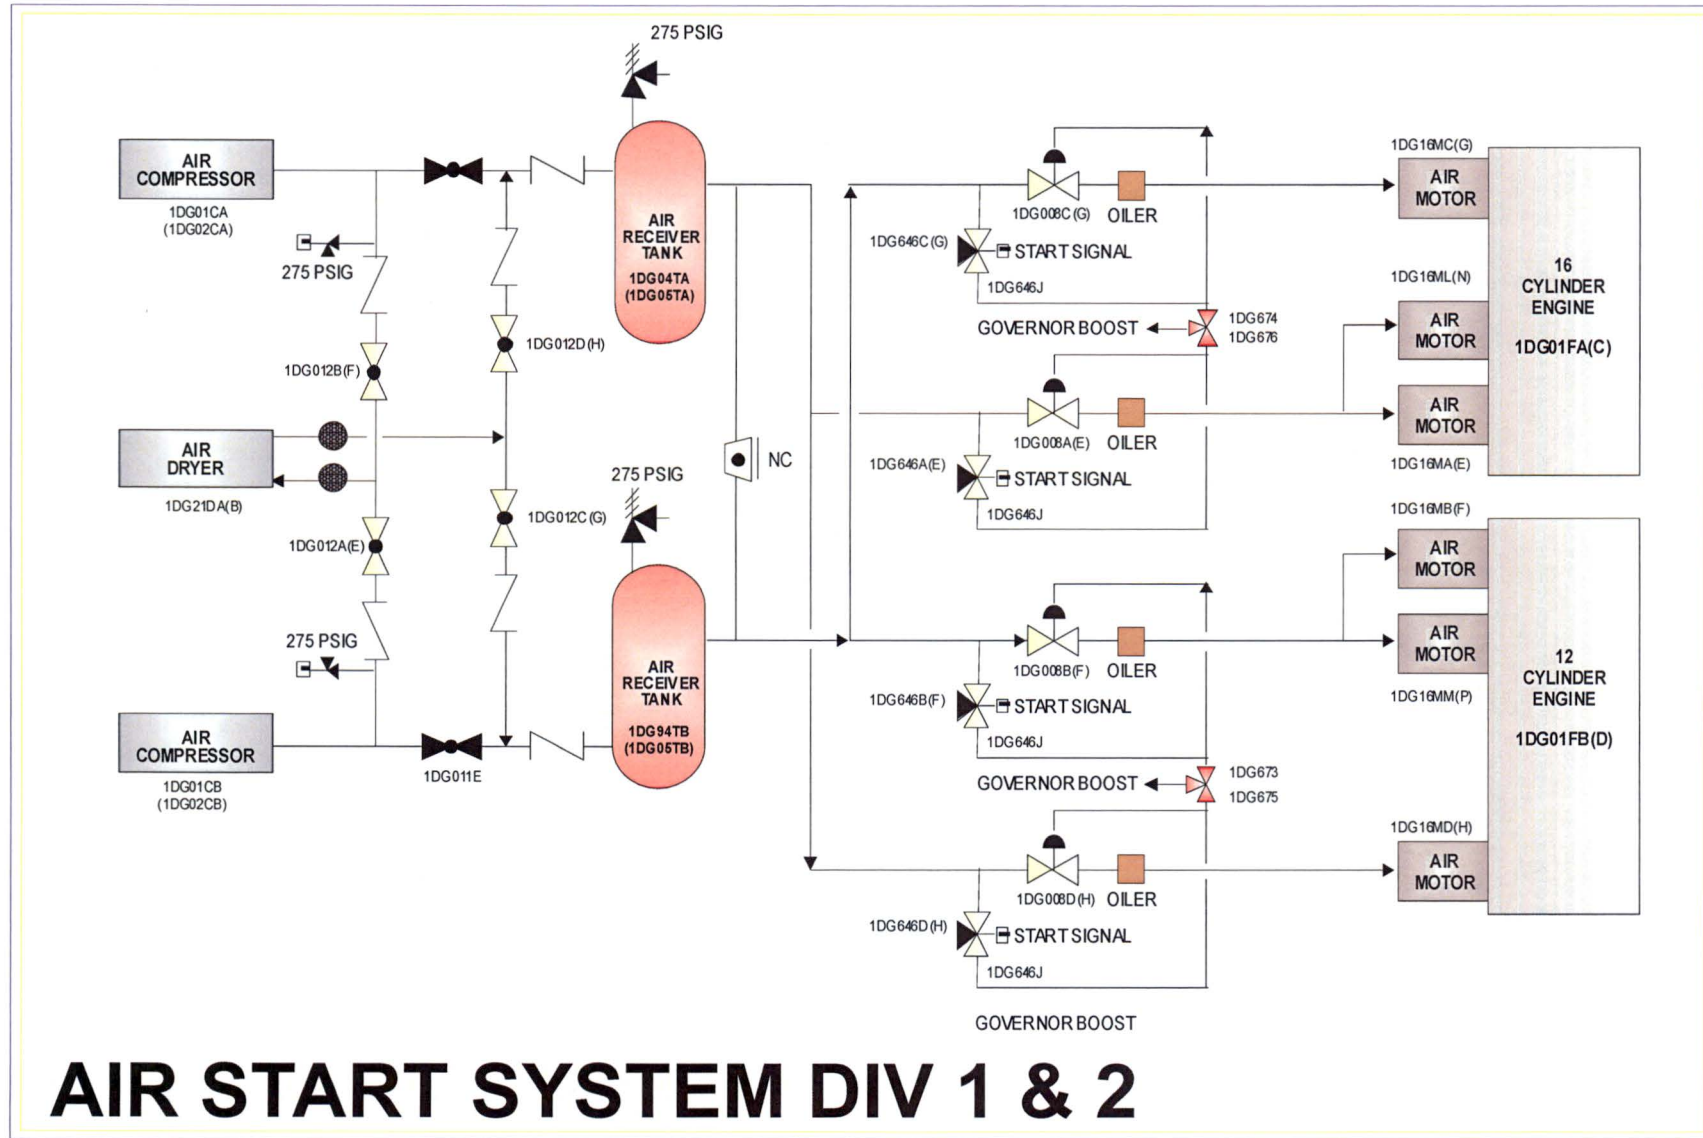 275 PSIG
AIR
COMPRESSOR
1DG01CA
(1DG02CA)
275 PSIG
AIR
RECEIVER
TANK
1DG04TA
(1DG05TA)
1DG012B(F)
1DG012D(H)
AIR
DRYER
1DG21DA(B)
1DG012A(E)
1DG012C(G)
NC
275 PSIG
275 PSIG
AIR
COMPRESSOR
1DG01CB
(1DG02CB)
1DG011E
AIR
RECEIVER
TANK
1DG94TB
(1DG05TB)
1DG008C(G)
OILER
1DG646C(G)
START SIGNAL
1DG646J
GOVERNOR BOOST
1DG674
1DG676
1DG008A(E)
OILER
1DG646A(E)
START SIGNAL
1DG646J
1DG008B(F)
OILER
1DG646B(F)
START SIGNAL
1DG646J
GOVERNOR BOOST
1DG673
1DG675
1DG008D(H)
OILER
1DG646D(H)
START SIGNAL
1DG646J
GOVERNOR BOOST
1DG16MC(G)
AIR
MOTOR
1DG16ML(N)
AIR
MOTOR
AIR
MOTOR
1DG16MA(E)
16
CYLINDER
ENGINE
1DG01FA(C)
1DG16MB(F)
AIR
MOTOR
AIR
MOTOR
1DG16MM(P)
12
CYLINDER
ENGINE
1DG01FB(D)
1DG16MD(H)
AIR
MOTOR
AIR START SYSTEM DIV 1 & 2